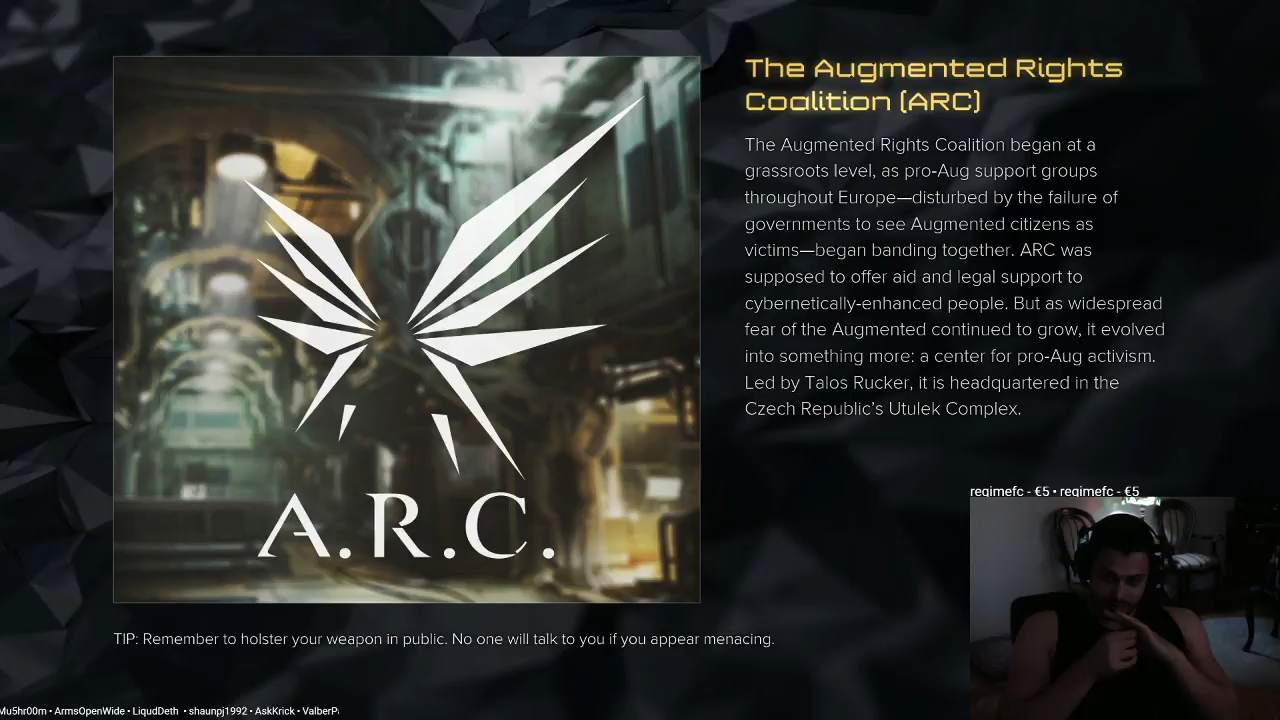 The Augmented Rights
Coalition (ARC)
The Augmented Rights Coalition began at a
grassroots level, as pro-Aug support groups
throughout Europe—disturbed by the failure of
governments to see Augmented citizens as
victims—began banding together. ARC was
supposed to offer aid and legal support to
cybernetically-enhanced people. But as widespread
fear of the Augmented continued to grow, it evolved
into something more: a center for pro-Aug activism.
Led by Talos Rucker, it is headquartered in the
Czech Republic's Utulek Complex.
A.R.C.
regimefc - €5 • regimefc - €5
TIP: Remember to holster your weapon in public. No one will talk to you if you appear menacing.
Mu5hr00m • ArmsOpenWide • LiqudDeth • shaunpj1992 • AskKrick •